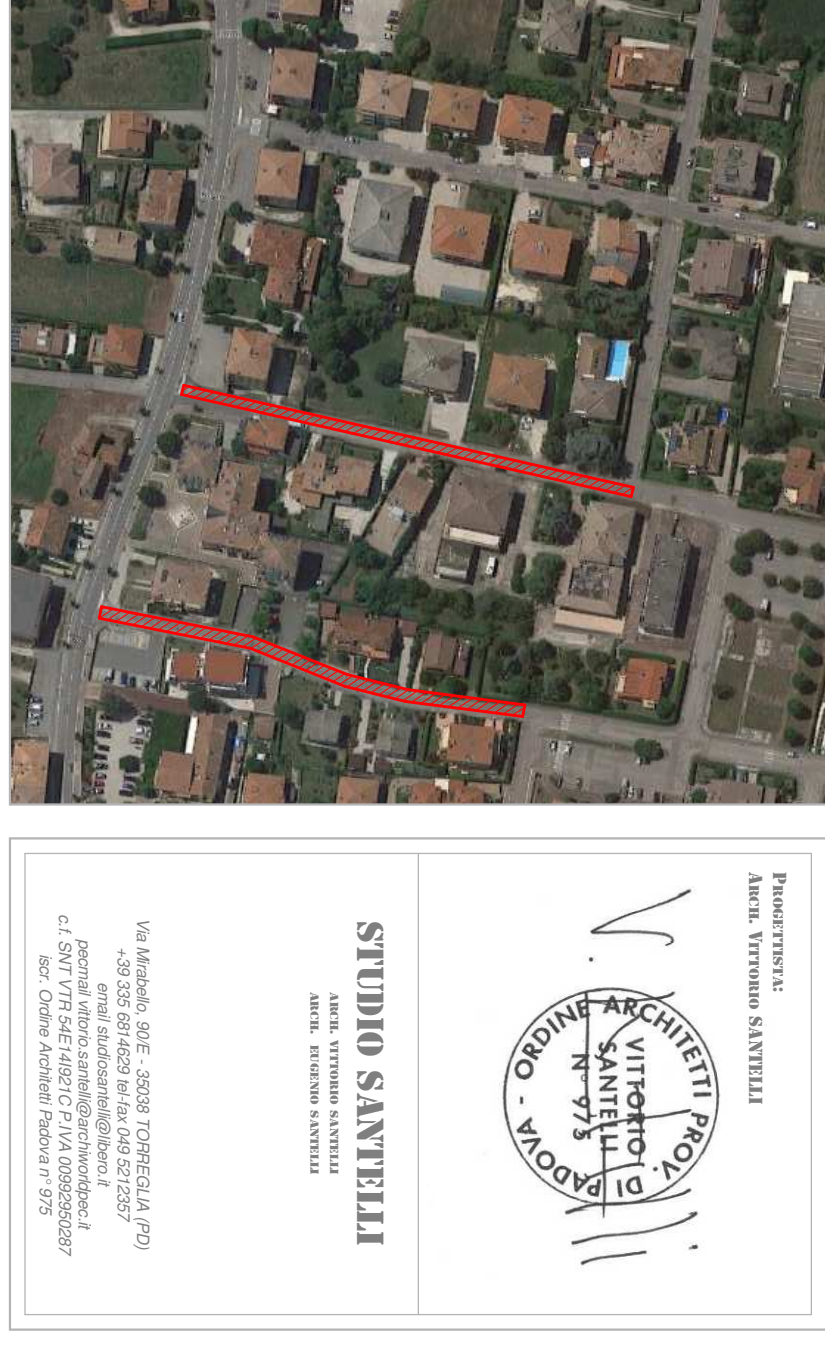 PROGETTISTA:
ARCH. VITTORIO SANTELLI
ORDINE ARCHITETTI PROV. DI PADOVA -
VITTORIO
SANTELLI
N° 975
STUDIO SANTELLI
ARCH. VITTORIO SANTELLI
ARCH. EUGENIO SANTELLI
Via Mirabello, 90/E - 35038 TORREGLIA (PD)
+39 335 6814629 tel-fax 049 5212357
email studiosantelli@libero.it
pecmail vittorio.santelli@archiworldpec.it
c.f. SNT VTR 54E14I921C P.IVA 00992950287
iscr. Ordine Architetti Padova n° 975